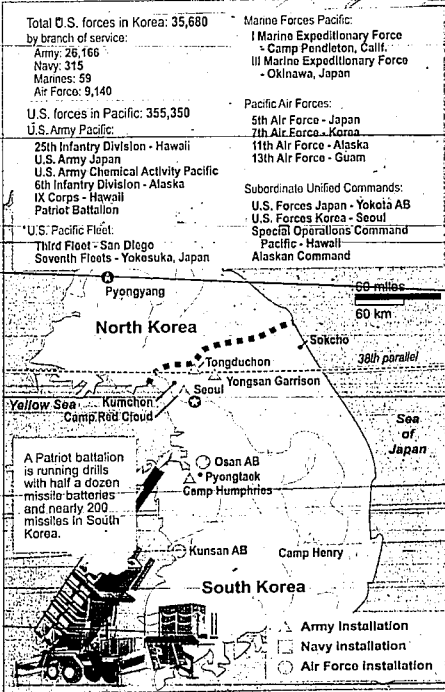 Total U.S. forces in Korea: 35,680
by branch of service:
Army: 26,166
Navy: 315
Marines: 59
Air Force: 9,140
U.S. forces in Pacific: 355,350
U.S. Army Pacific:
25th Infantry Division - Hawaii
U.S. Army Japan
U.S. Army Chemical Activity Pacific
6th Infantry Division - Alaska
IX Corps - Hawaii
Patriot Battalion
U.S. Pacific Fleet:
Third Fleet - San Diego
Seventh Fleets - Yokosuka, Japan
Marine Forces Pacific:
I Marine Expeditionary Force
- Camp Pendleton, Calif.
III Marine Expeditionary Force
- Okinawa, Japan
Pacific Air Forces:
5th Air Force - Japan
7th Air Force - Korea
11th Air Force - Alaska
13th Air Force - Guam
Subordinate Unified Commands:
U.S. Forces Japan - Yokota AB
U.S. Forces Korea - Seoul
Special Operations Command
Pacific - Hawaii
Alaskan Command
60 miles
60 km
Pyongyang
North Korea
Sokcho
38th parallel
Tongduchon
Yongsan Garrison
Seoul
Kumchon
Camp Red Cloud
Yellow Sea
Sea
of
Japan
A Patriot battalion
is running drills
with half a dozen
missile batteries
and nearly 200
missiles in South
Korea.
Osan AB
Pyongtaek
Camp Humphries
Kunsan AB
Camp Henry
South Korea
Army Installation
Navy Installation
Air Force Installation